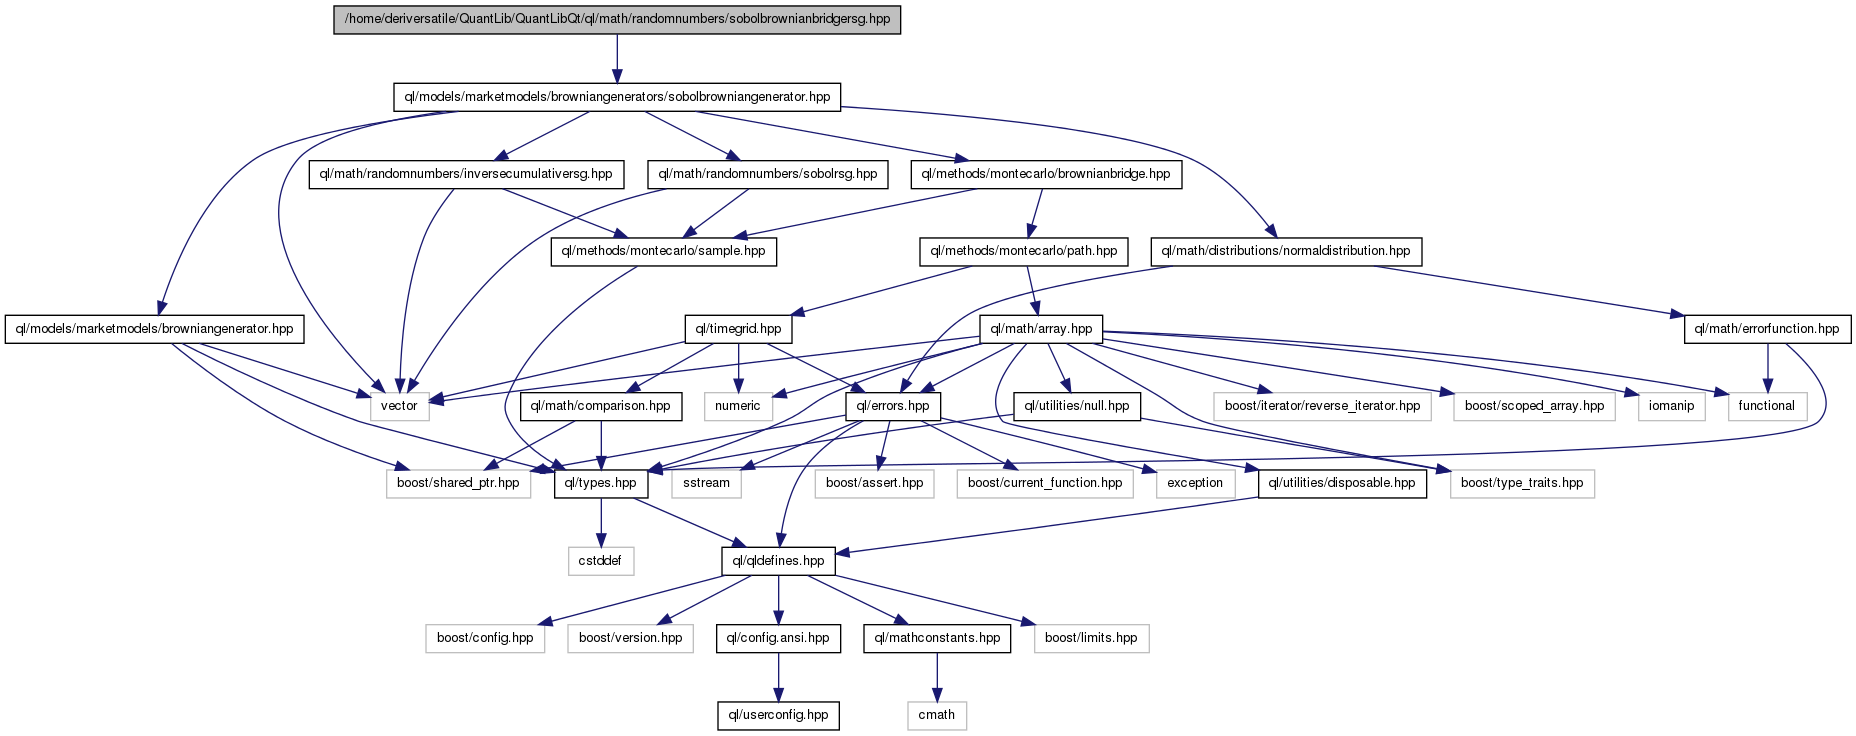 /home/deriversatile/QuantLib/QuantLibQt/ql/math/randomnumbers/sobolbrownianbridgersg.hpp
ql/models/marketmodels/browniangenerators/sobolbrowniangenerator.hpp
ql/math/randomnumbers/inversecumulativersg.hpp
ql/math/randomnumbers/sobolrsg.hpp
ql/methods/montecarlo/brownianbridge.hpp
ql/methods/montecarlo/sample.hpp
ql/methods/montecarlo/path.hpp
ql/math/distributions/normaldistribution.hpp
ql/models/marketmodels/browniangenerator.hpp
ql/timegrid.hpp
ql/math/array.hpp
ql/math/errorfunction.hpp
vector
ql/math/comparison.hpp
numeric
ql/errors.hpp
ql/utilities/null.hpp
boost/iterator/reverse_iterator.hpp
boost/scoped_array.hpp
iomanip
functional
boost/shared_ptr.hpp
ql/types.hpp
sstream
boost/assert.hpp
boost/current_function.hpp
exception
ql/utilities/disposable.hpp
boost/type_traits.hpp
cstddef
ql/qldefines.hpp
boost/config.hpp
boost/version.hpp
ql/config.ansi.hpp
ql/mathconstants.hpp
boost/limits.hpp
ql/userconfig.hpp
cmath